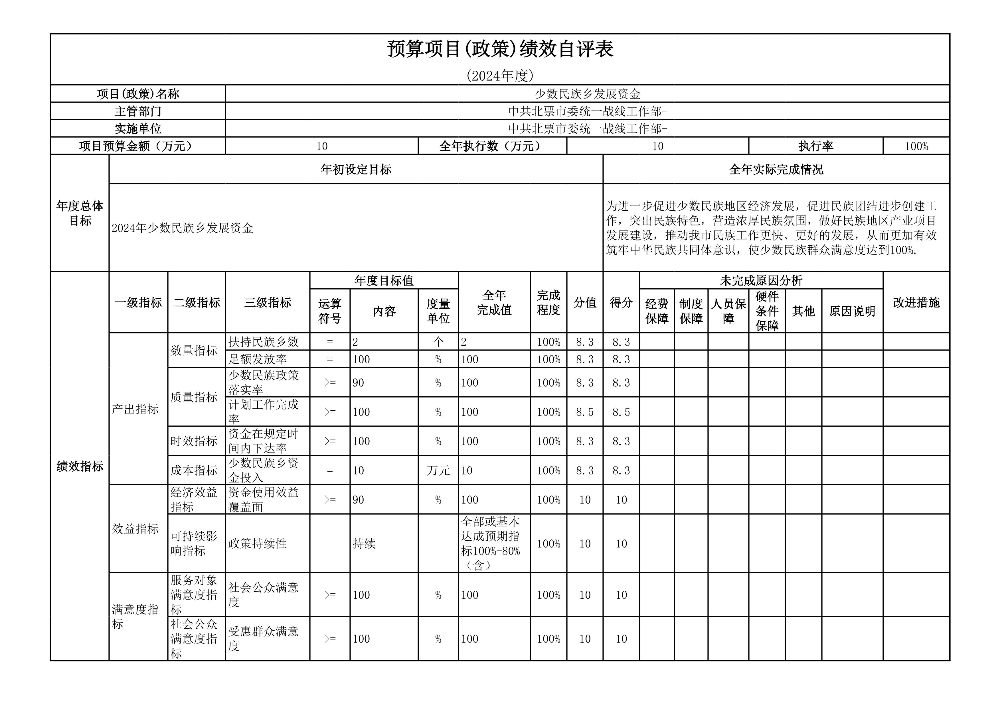 预算项目(政策)绩效自评表
(2024年度)
项目(政策)名称 少数民族乡发展资金
主管部门 中共北票市委统一战线工作部-
实施单位 中共北票市委统一战线工作部-
项目预算金额（万元） 10 全年执行数（万元） 10 执行率 100%
年度总体
目标
年初设定目标 全年实际完成情况
2024年少数民族乡发展资金
为进一步促进少数民族地区经济发展，促进民族团结进步创建工
作，突出民族特色，营造浓厚民族氛围，做好民族地区产业项目
发展建设，推动我市民族工作更快、更好的发展，从而更加有效
筑牢中华民族共同体意识，使少数民族群众满意度达到100%.
绩效指标
一级指标 二级指标 三级指标
年度目标值
运算
符号
内容
度量
单位
全年
完成值
完成
程度
分值 得分
未完成原因分析
经费
保障
制度
保障
人员保
障
硬件
条件
保障
其他 原因说明
改进措施
产出指标
数量指标
扶持民族乡数 = 2 个 2 100% 8.3 8.3
足额发放率 = 100 % 100 100% 8.3 8.3
质量指标
少数民族政策
落实率
>= 90 % 100 100% 8.3 8.3
计划工作完成
率
>= 100 % 100 100% 8.5 8.5
时效指标
资金在规定时
间内下达率
>= 100 % 100 100% 8.3 8.3
成本指标
少数民族乡资
金投入
= 10 万元 10 100% 8.3 8.3
效益指标
经济效益
指标
资金使用效益
覆盖面
>= 90 % 100 100% 10 10
可持续影
响指标
政策持续性 持续
全部或基本
达成预期指
标100%-80%
（含）
100% 10 10
满意度指
标
服务对象
满意度指
标
社会公众满意
度
>= 100 % 100 100% 10 10
社会公众
满意度指
标
受惠群众满意
度
>= 100 % 100 100% 10 10